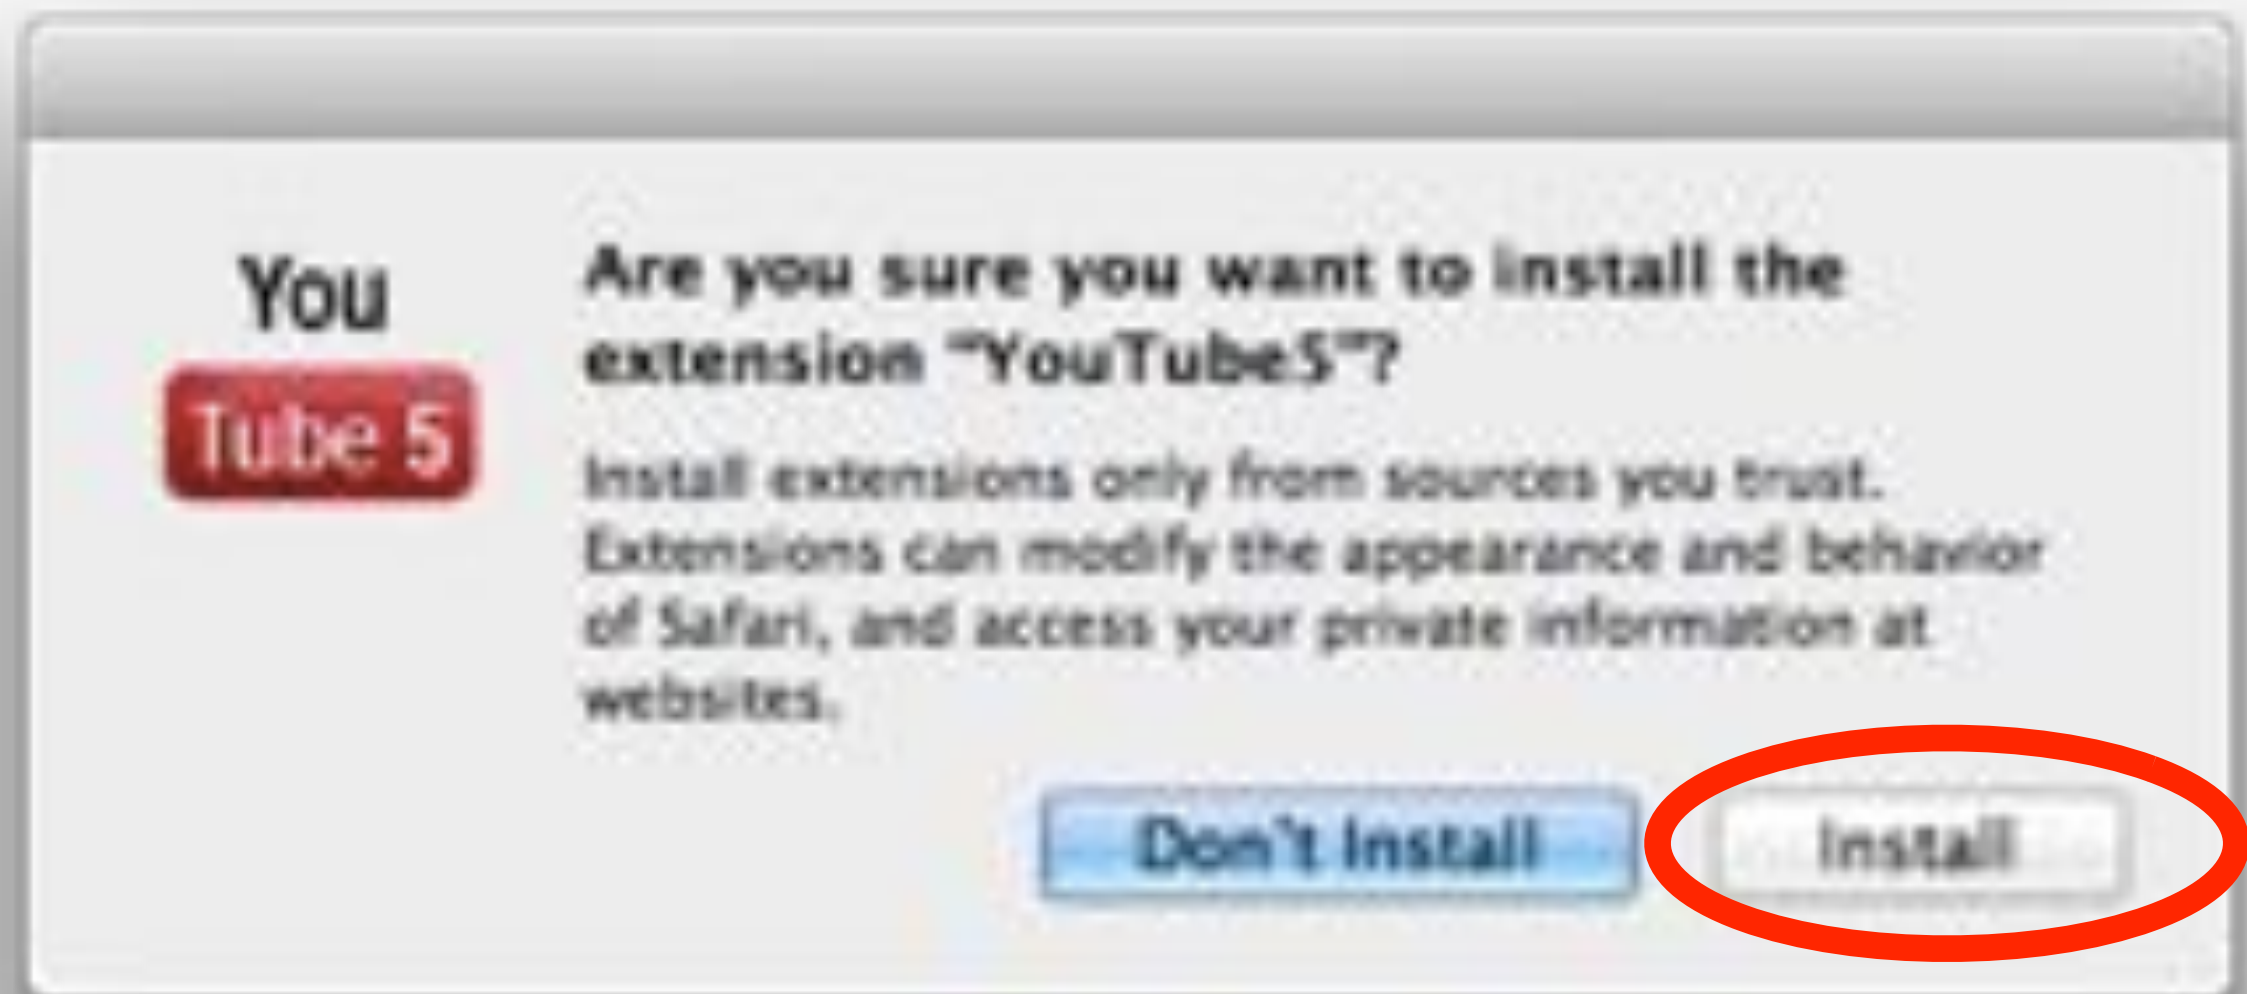 You
Tube 5
Are you sure you want to install the
extension "YouTube5"?
Install extensions only from sources you trust.
Extensions can modify the appearance and behavior
of Safari, and access your private information at
websites.
Don't Install
Install